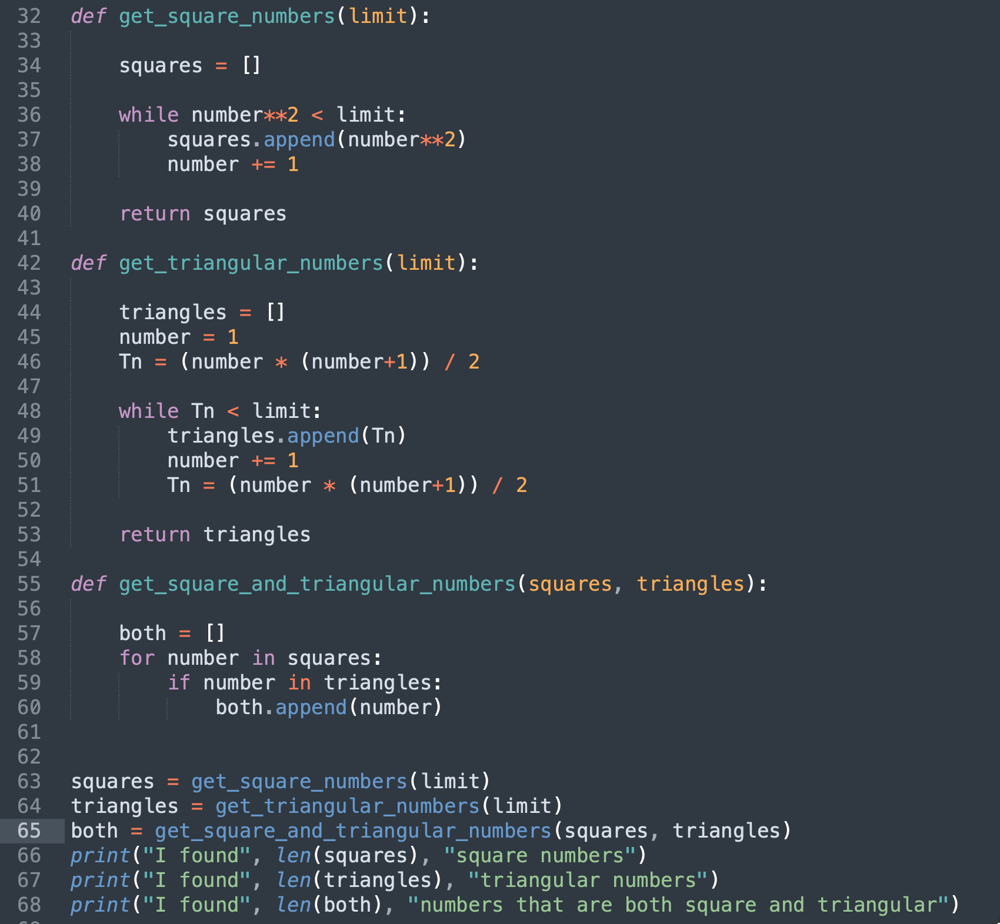 32 def get_square_numbers(limit):
33
34     squares = []
35
36     while number**2 < limit:
37         squares.append(number**2)
38         number += 1
39
40     return squares
41
42 def get_triangular_numbers(limit):
43
44     triangles = []
45     number = 1
46     Tn = (number * (number+1)) / 2
47
48     while Tn < limit:
49         triangles.append(Tn)
50         number += 1
51         Tn = (number * (number+1)) / 2
52
53     return triangles
54
55 def get_square_and_triangular_numbers(squares, triangles):
56
57     both = []
58     for number in squares:
59         if number in triangles:
60             both.append(number)
61
62
63 squares = get_square_numbers(limit)
64 triangles = get_triangular_numbers(limit)
65 both = get_square_and_triangular_numbers(squares, triangles)
66 print("I found", len(squares), "square numbers")
67 print("I found", len(triangles), "triangular numbers")
68 print("I found", len(both), "numbers that are both square and triangular")